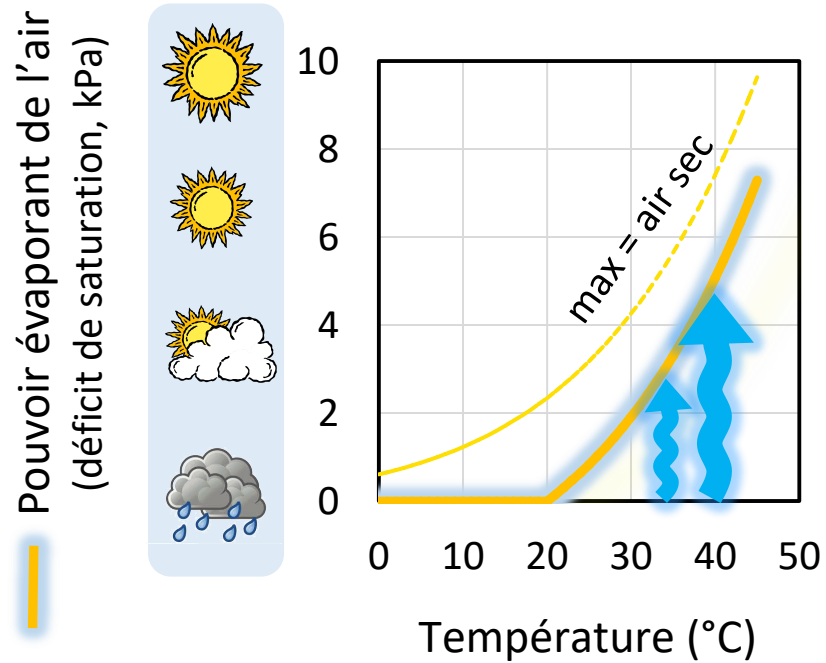 Pouvoir évaporant de l’air
(déficit de saturation, kPa)
10
8
6
4
2
0
max = air sec
0 10 20 30 40 50
Température (°C)